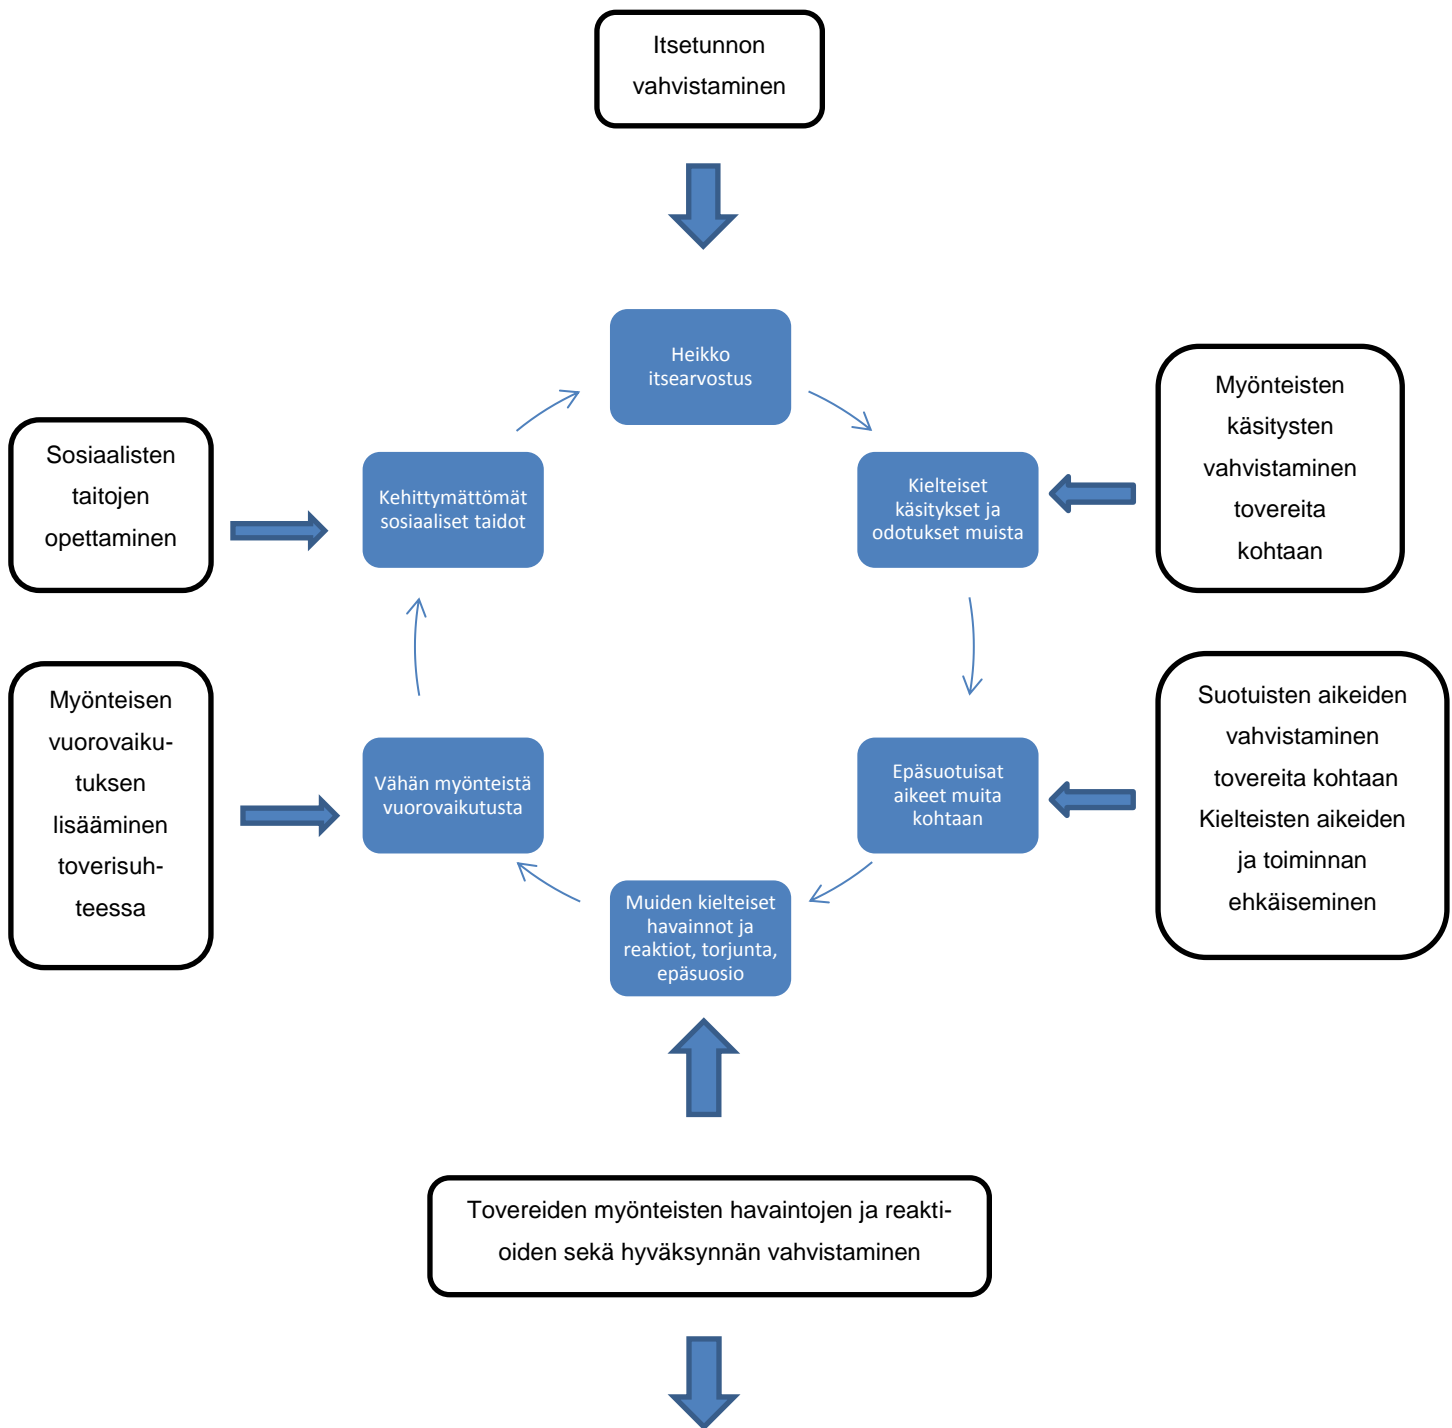 Itsetunnon
vahvistaminen
Heikko
itsearvostus
Myönteisten
käsitysten
vahvistaminen
tovereita
kohtaan
Sosiaalisten
taitojen
opettaminen
Kehittymättömät
sosiaaliset taidot
Kielteiset
käsitykset ja
odotukset muista
Myönteisen
vuorovaiku-
tuksen
lisääminen
toverisuh-
teessa
Vähän myönteistä
vuorovaikutusta
Epäsuotuisat
aikeet muita
kohtaan
Suotuisten aikeiden
vahvistaminen
tovereita kohtaan
Kielteisten aikeiden
ja toiminnan
ehkäiseminen
Muiden kielteiset
havainnot ja
reaktiot, torjunta,
epäsuosio
Tovereiden myönteisten havaintojen ja reakti-
oiden sekä hyväksynnän vahvistaminen